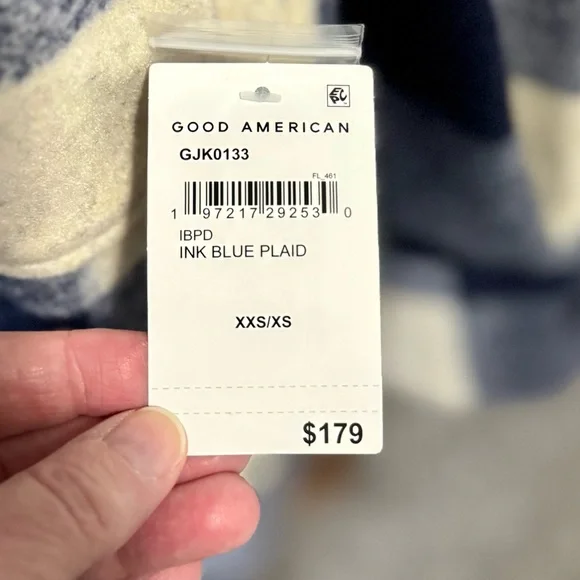 GOOD AMERICAN
GJK0133
FL_461
1 97217 29253 0
IBPD
INK BLUE PLAID
XXS/XS
$179